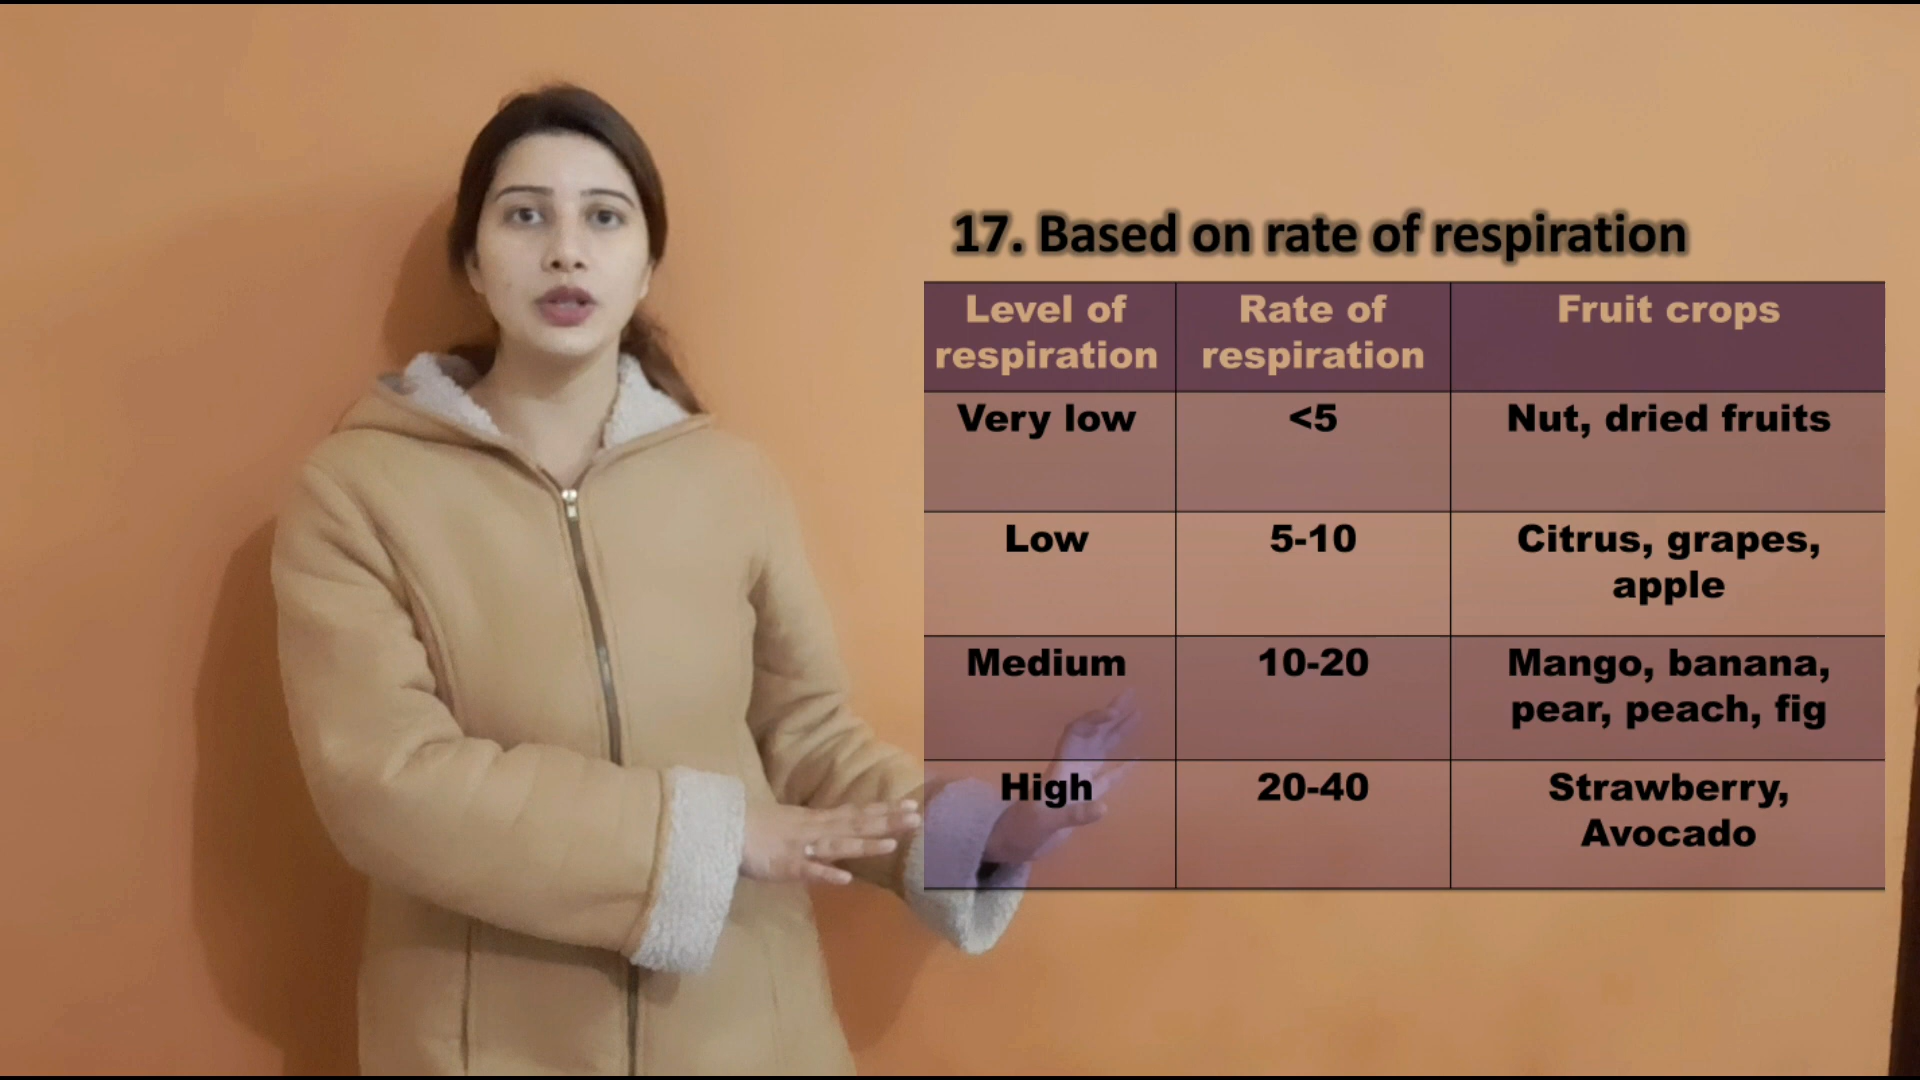 17. Based on rate of respiration
Level of respiration
Rate of respiration
Fruit crops
Very low
<5
Nut, dried fruits
Low
5-10
Citrus, grapes,
apple
Medium
10-20
Mango, banana,
pear, peach, fig
High
20-40
Strawberry,
Avocado